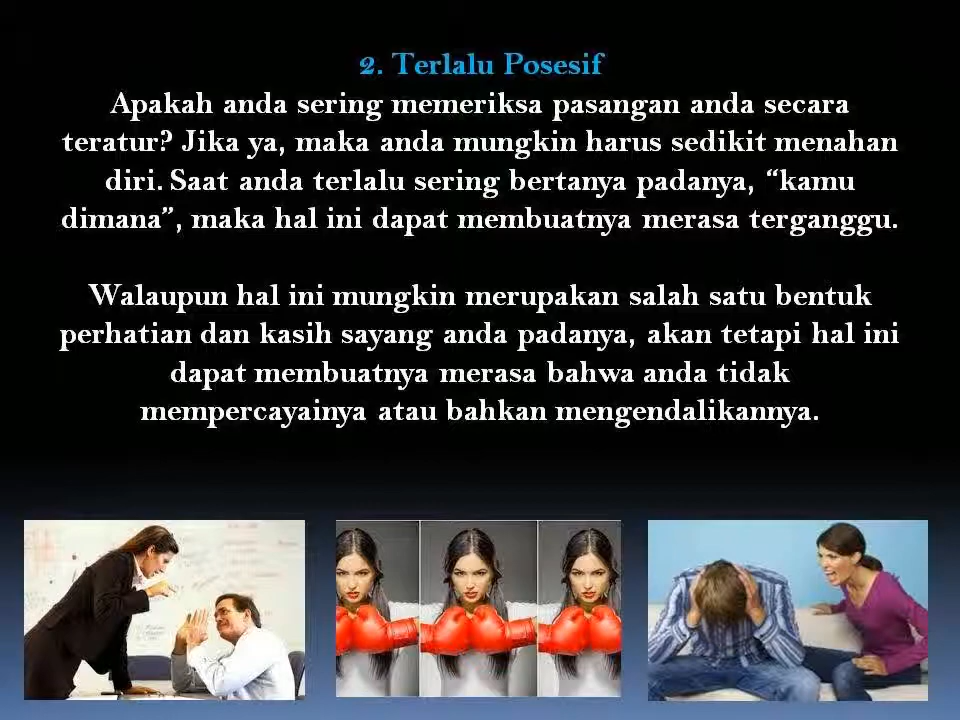 2. Terlalu Posesif
Apakah anda sering memeriksa pasangan anda secara
teratur? Jika ya, maka anda mungkin harus sedikit menahan
diri. Saat anda terlalu sering bertanya padanya, “kamu
dimana”, maka hal ini dapat membuatnya merasa terganggu.
Walaupun hal ini mungkin merupakan salah satu bentuk
perhatian dan kasih sayang anda padanya, akan tetapi hal ini
dapat membuatnya merasa bahwa anda tidak
mempercayainya atau bahkan mengendalikannya.